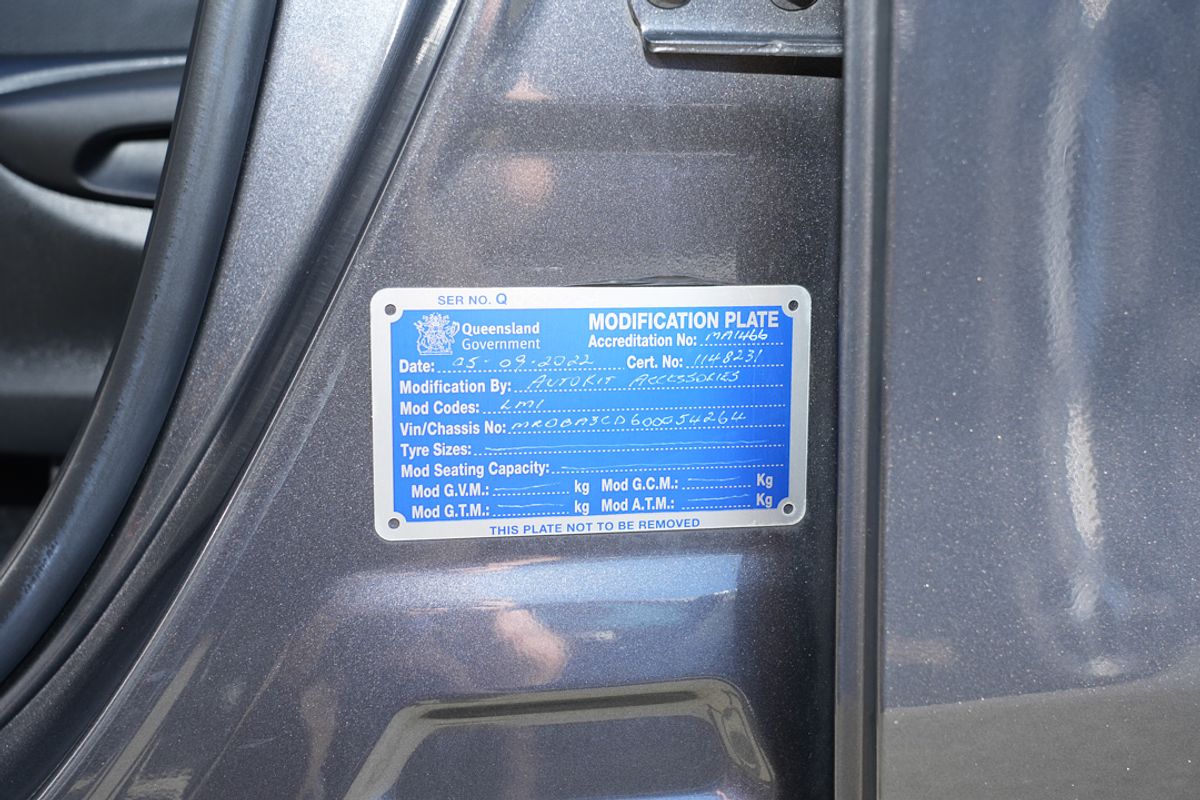 SER NO. Q
Queensland
Government
MODIFICATION PLATE
Accreditation No: MA1466
Date: 05-09-2022 Cert. No: 1148231
Modification By: AUTOKIT ACCESSORIES
Mod Codes: LM1
Vin/Chassis No: MR0BA3CD600054264
Tyre Sizes:
Mod Seating Capacity:
Mod G.V.M.: kg Mod G.C.M.: Kg
Mod G.T.M.: kg Mod A.T.M.: Kg
THIS PLATE NOT TO BE REMOVED